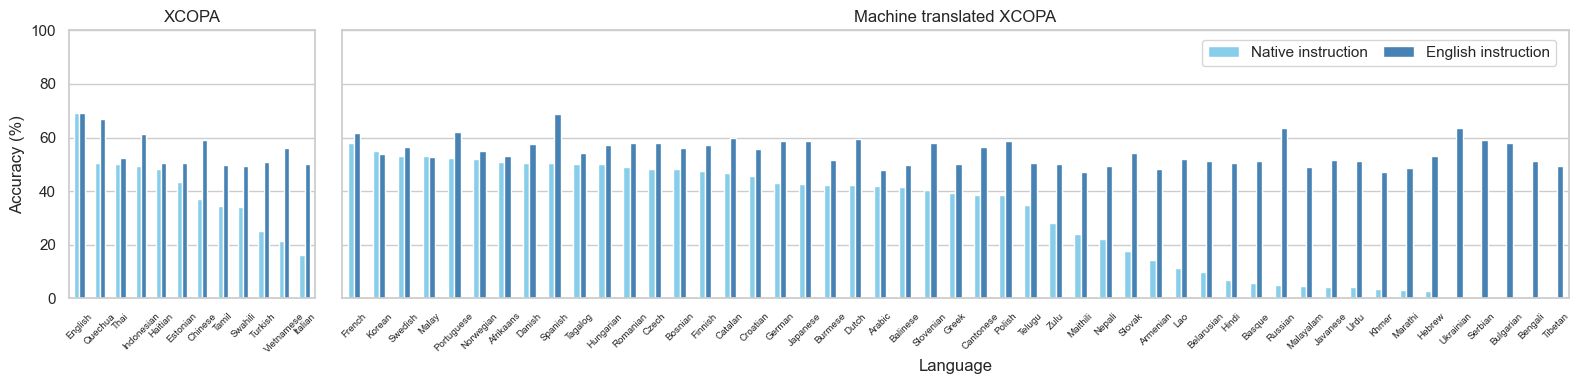 XCOPA
Machine translated XCOPA
Native instruction
English instruction
Accuracy (%)
100
80
60
40
20
0
English
Quechua
Thai
Indonesian
Haitian
Estonian
Chinese
Tamil
Swahili
Turkish
Vietnamese
Italian
French
Korean
Swedish
Malay
Portuguese
Norwegian
Afrikaans
Danish
Spanish
Tagalog
Hungarian
Romanian
Czech
Bosnian
Finnish
Catalan
Croatian
German
Japanese
Burmese
Dutch
Arabic
Balinese
Slovenian
Greek
Cantonese
Polish
Telugu
Zulu
Maithili
Nepali
Slovak
Armenian
Lao
Belarusian
Hindi
Basque
Russian
Malayalam
Javanese
Urdu
Khmer
Marathi
Hebrew
Ukrainian
Serbian
Bulgarian
Bengali
Tibetan
Language